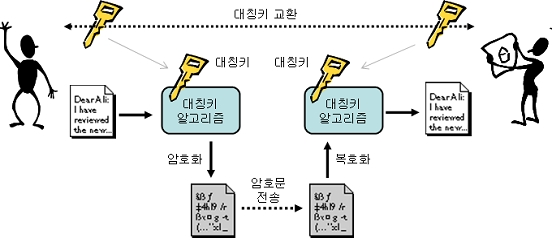 대칭키 교환
대칭키
대칭키
DearAli:
I have
reviewed
the new...
대칭키
알고리즘
대칭키
알고리즘
DearAli:
I have
reviewed
the new...
암호화
복호화
암호문
전송